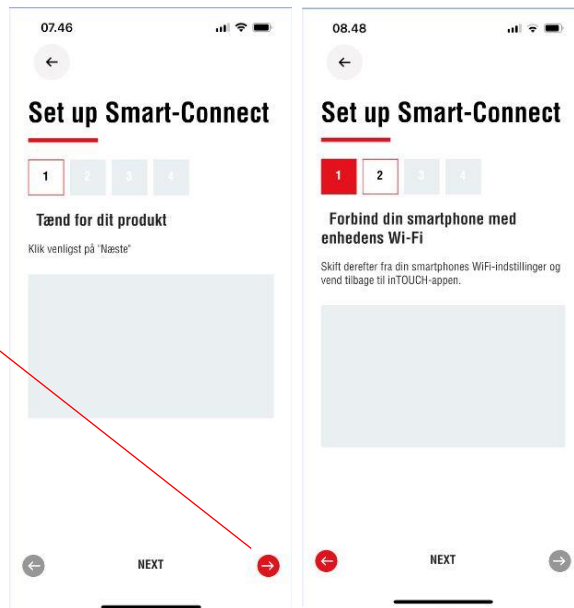 07.46
Set up Smart-Connect
1 2 3 4
Tænd for dit produkt
Klik venligst på "Næste"
NEXT
08.48
Set up Smart-Connect
1 2 3 4
Forbind din smartphone med
enhedens Wi-Fi
Skift derefter fra din smartphones WiFi-indstillinger og
vend tilbage til inTOUCH-appen.
NEXT